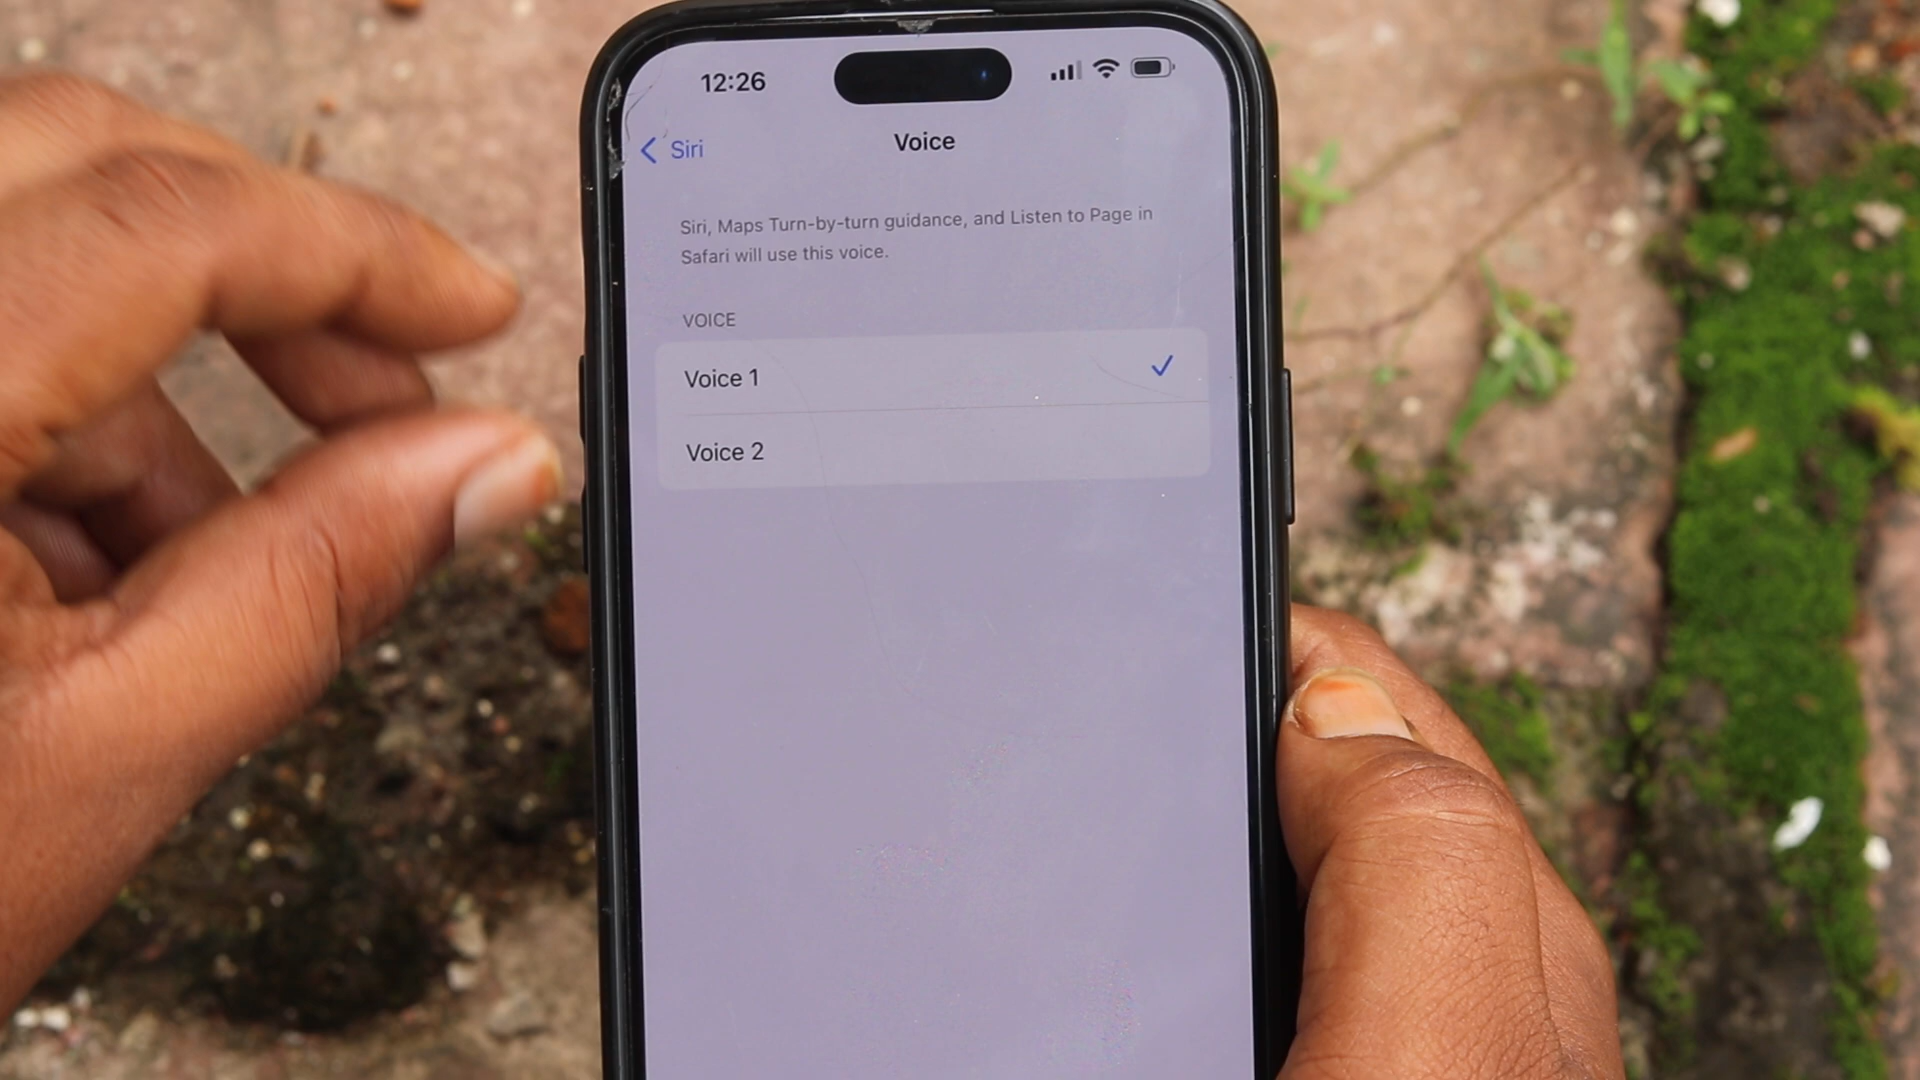 12:26
Siri
Voice
Siri, Maps Turn-by-turn guidance, and Listen to Page in
Safari will use this voice.
VOICE
Voice 1
Voice 2